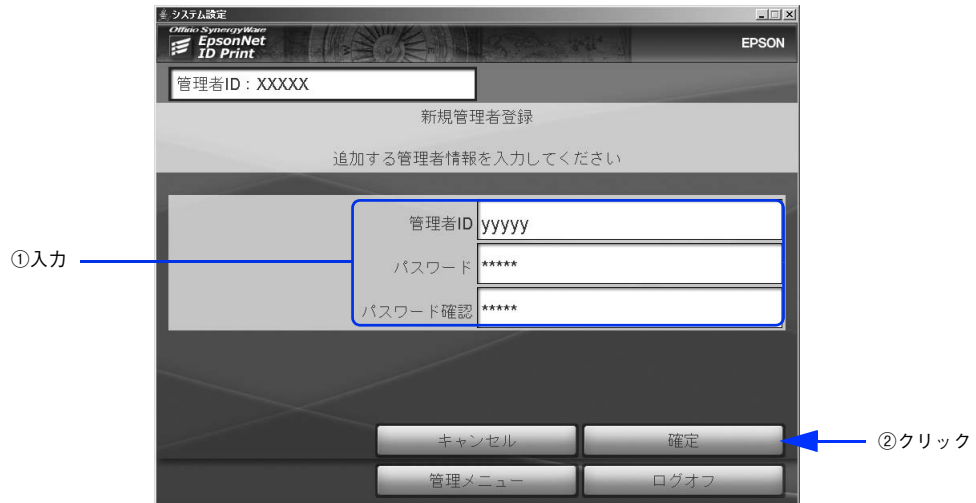 システム設定
Offirio SynergyWare
EpsonNet
ID Print
EPSON
管理者ID：XXXXX
新規管理者登録
追加する管理者情報を入力してください
管理者ID yyyyy
①入力
パスワード *****
パスワード確認 *****
キャンセル 確定
②クリック
管理メニュー ログオフ